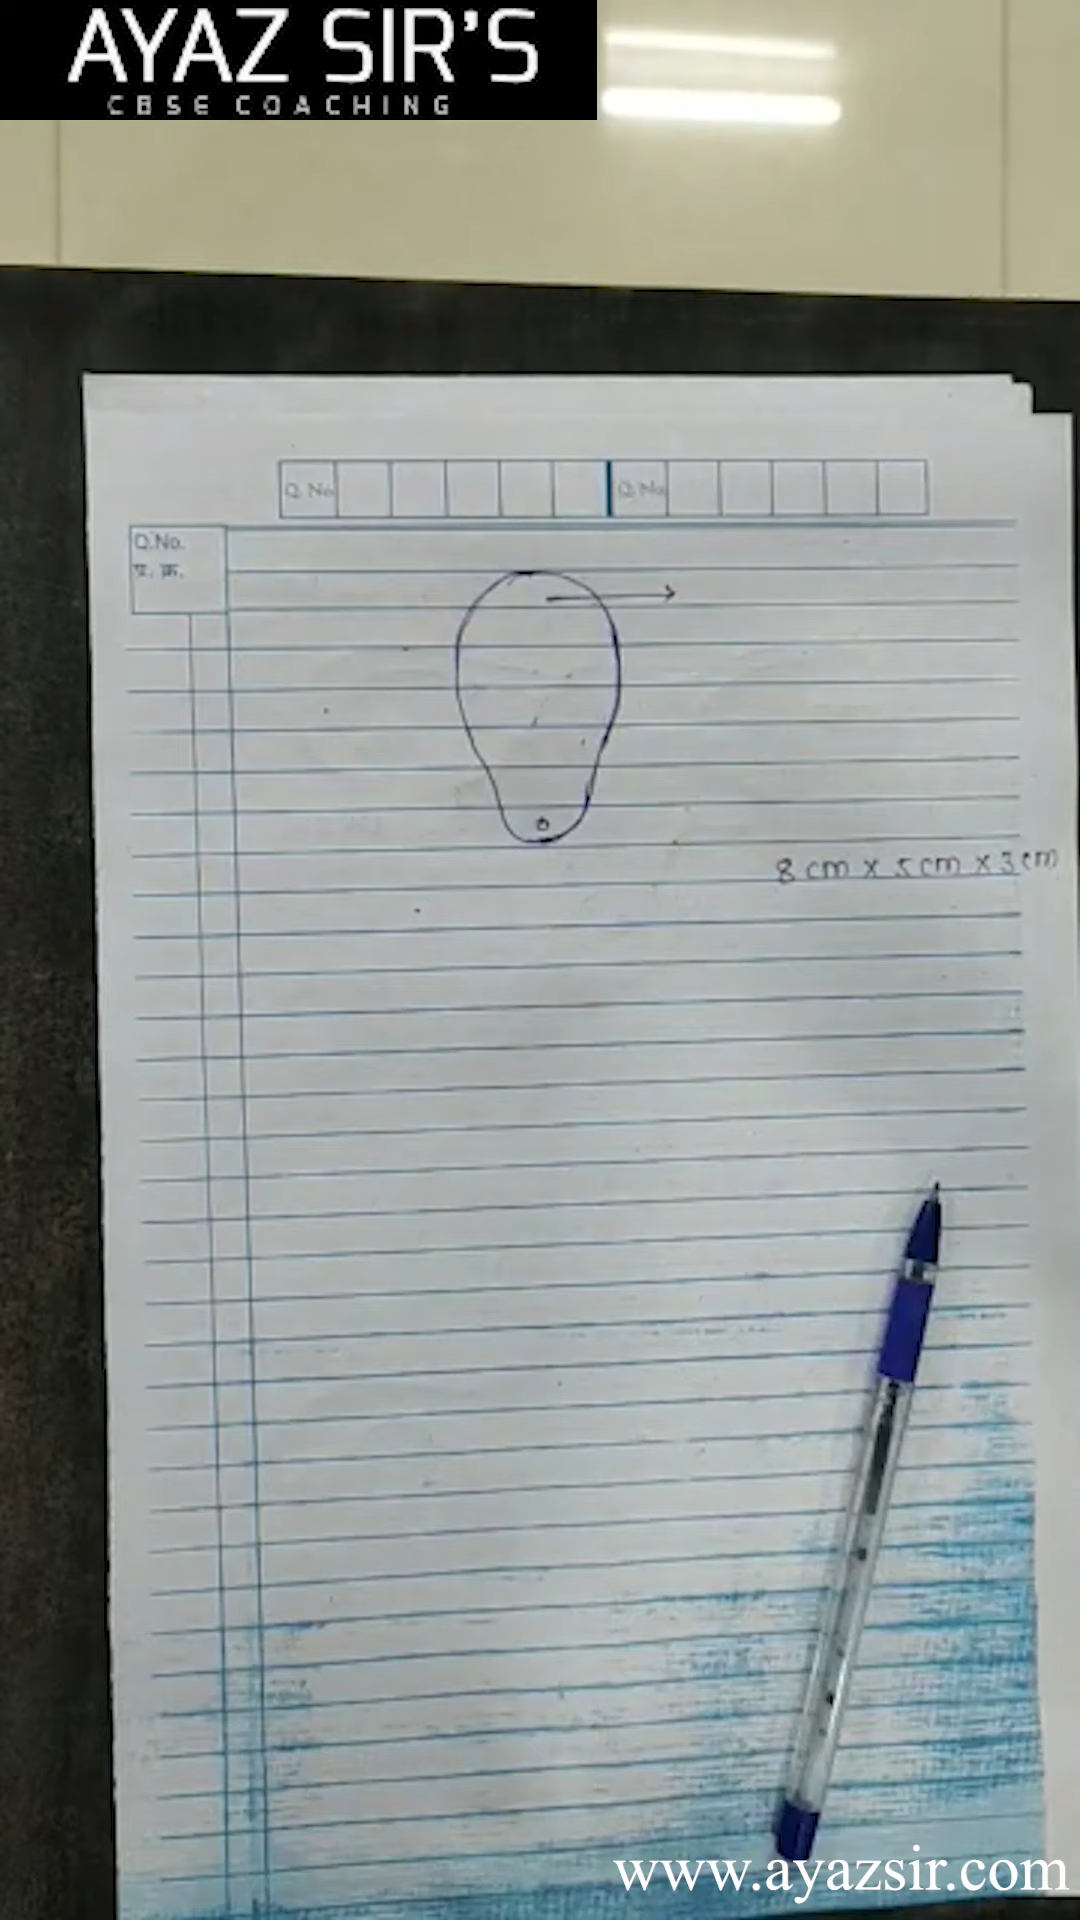 AYAZ SIR'S
CBSE COACHING
Q. No. Q. No.
Q.No.
प्र. क्र.
8 cm x 5 cm x 3 cm
www.ayazsir.com